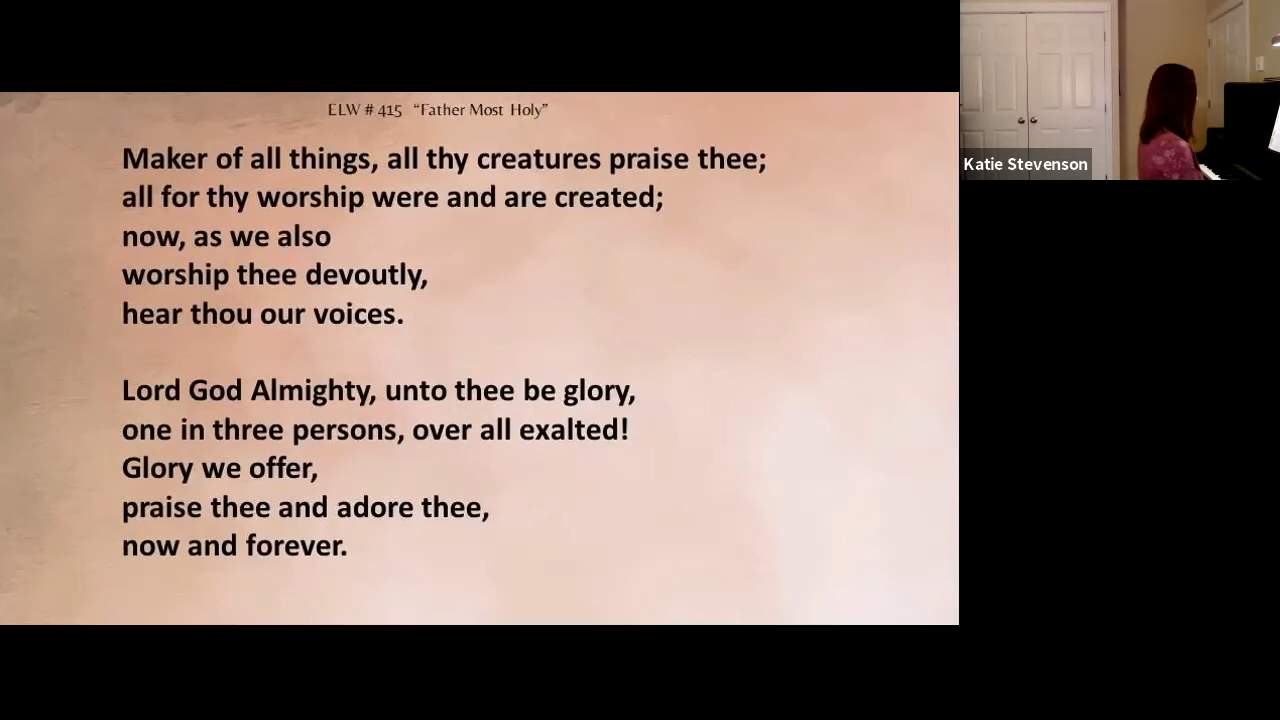 ELW # 415 “Father Most Holy”
Maker of all things, all thy creatures praise thee;
all for thy worship were and are created;
now, as we also
worship thee devoutly,
hear thou our voices.
Lord God Almighty, unto thee be glory,
one in three persons, over all exalted!
Glory we offer,
praise thee and adore thee,
now and forever.
Katie Stevenson